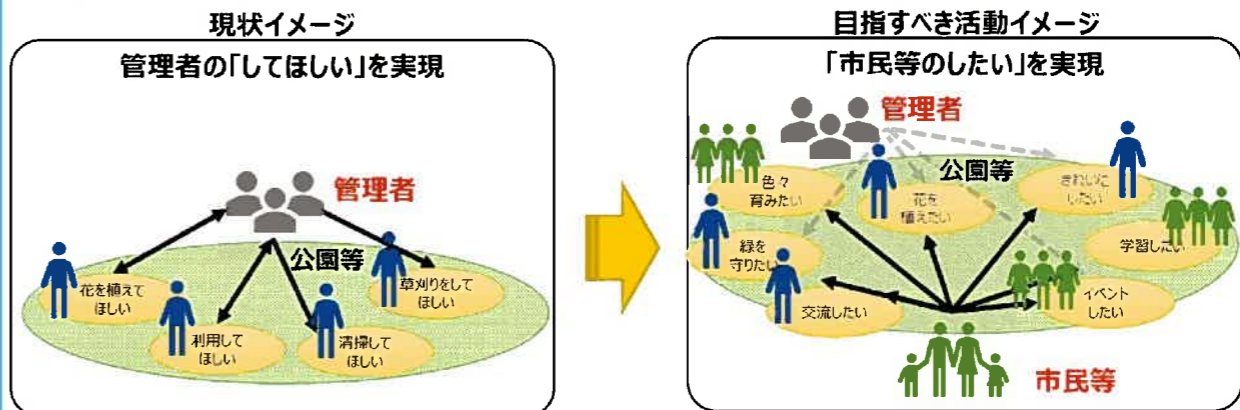 現状イメージ
管理者の「してほしい」を実現
管理者
公園等
花を植えて
ほしい
利用して
ほしい
清掃して
ほしい
草刈りをして
ほしい
目指すべき活動イメージ
「市民等のしたい」を実現
管理者
公園等
色々
育みたい
花を
植えたい
きれいに
したい
緑を
守りたい
学習したい
交流したい
イベント
したい
市民等